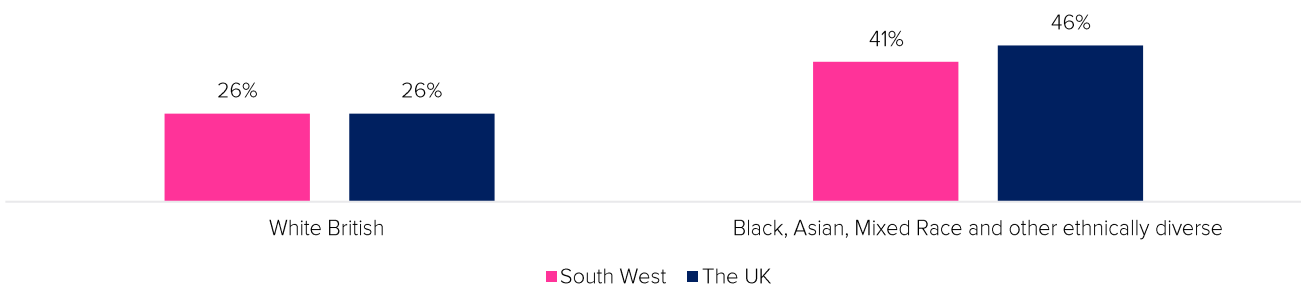 46%
41%
26%
26%
White British
Black, Asian, Mixed Race and other ethnically diverse
South West
The UK